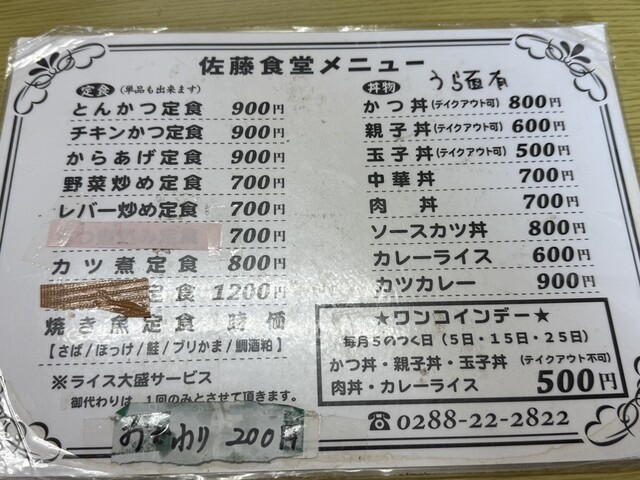 佐藤食堂メニュー
定食 (単品も出来ます)
とんかつ定食 900円
チキンかつ定食 900円
からあげ定食 900円
野菜炒め定食 700円
レバー炒め定食 700円
700円
カツ煮定食 800円
定食 1200円
焼き魚定食 時価
【さば/ほっけ/鮭/ブリかま/鯛酒粕】
※ライス大盛サービス
御代わりは、1回のみとさせて頂きます。
おかわり 200円
丼物 うら面有
かつ丼(テイクアウト可) 800円
親子丼(テイクアウト可) 600円
玉子丼(テイクアウト可) 500円
中華丼 700円
肉丼 700円
ソースカツ丼 800円
カレーライス 600円
カツカレー 900円
★ワンコインデー★
毎月5のつく日(5日・15日・25日)
かつ丼・親子丼・玉子丼 (テイクアウト不可)
肉丼・カレーライス 500円
☎0288-22-2822